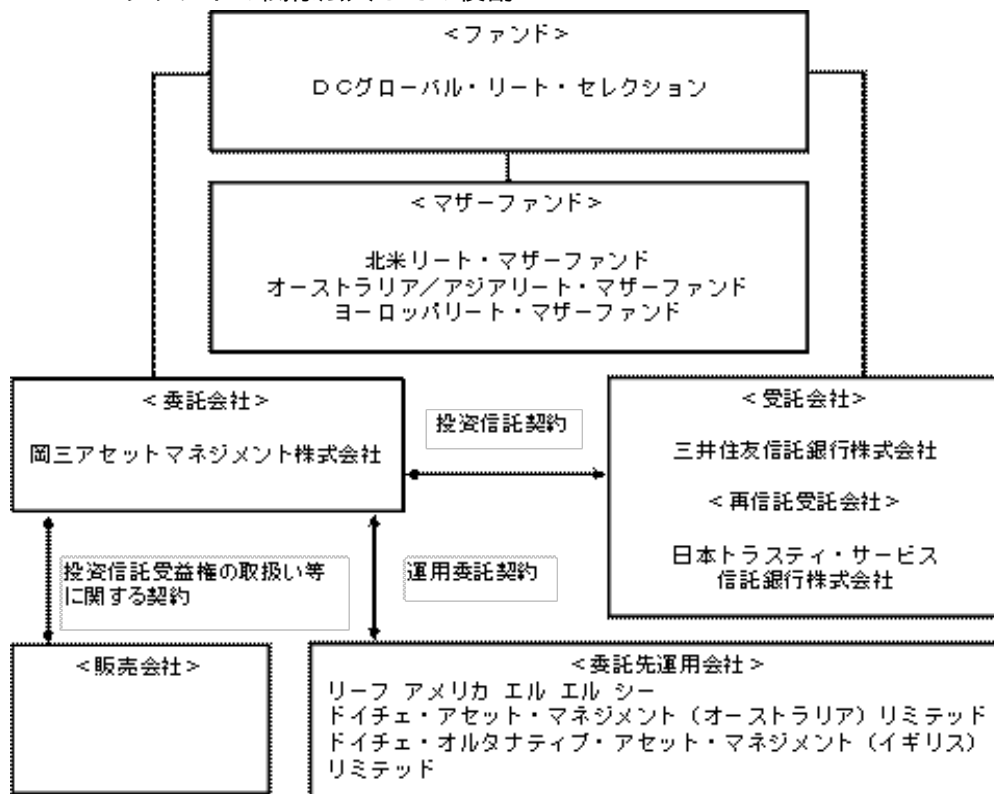 <ファンド>
DCグローバル・リート・セレクション
<マザーファンド>
北米リート・マザーファンド
オーストラリア／アジアリート・マザーファンド
ヨーロッパリート・マザーファンド
<委託会社>
岡三アセットマネジメント株式会社
投資信託契約
<受託会社>
三井住友信託銀行株式会社
<再信託受託会社>
日本トラスティ・サービス
信託銀行株式会社
投資信託受益権の取扱い等
に関する契約
運用委託契約
<販売会社>
<委託先運用会社>
リーフ アメリカ エル エル シー
ドイチェ・アセット・マネジメント（オーストラリア）リミテッド
ドイチェ・オルタナティブ・アセット・マネジメント（イギリス）
リミテッド